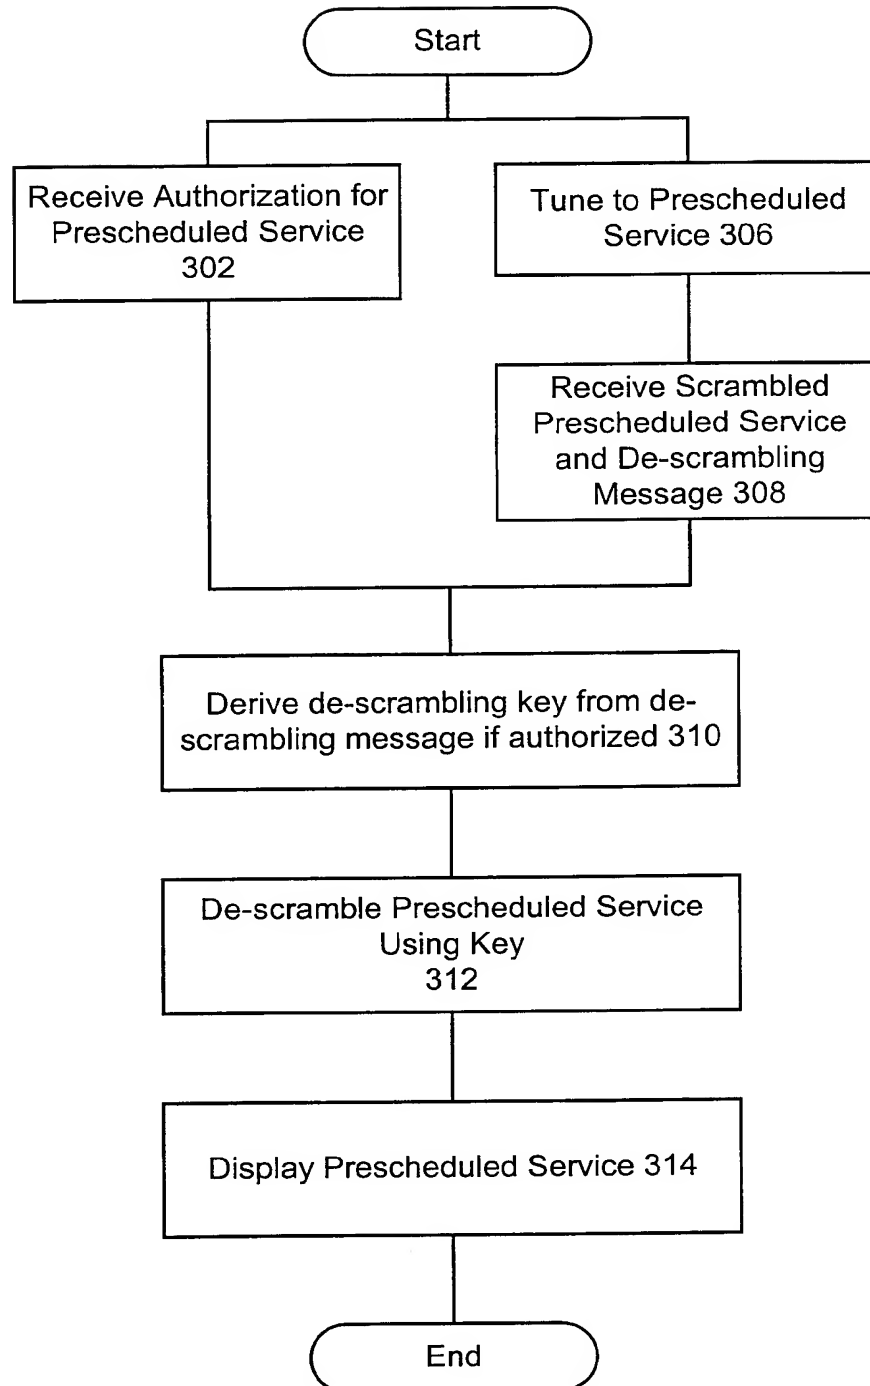 Start
Receive Authorization for
Prescheduled Service
302
Tune to Prescheduled
Service 306
Receive Scrambled
Prescheduled Service
and De-scrambling
Message 308
Derive de-scrambling key from de-
scrambling message if authorized 310
De-scramble Prescheduled Service
Using Key
312
Display Prescheduled Service 314
End